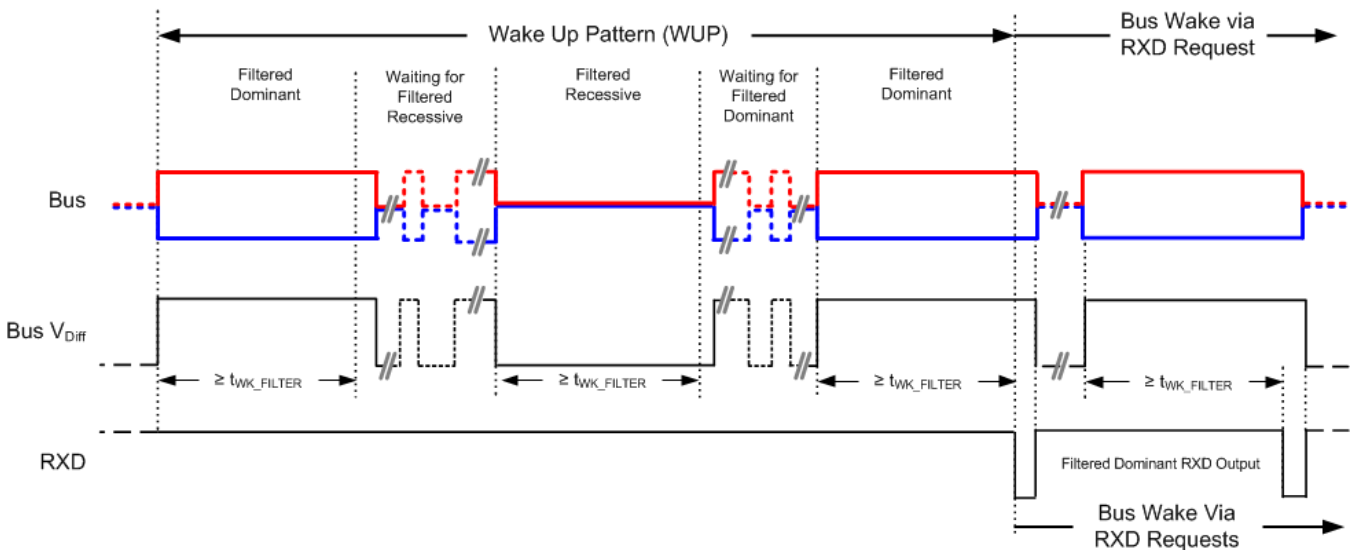 Wake Up Pattern (WUP)
Bus Wake via
RXD Request
Filtered
Dominant
Waiting for
Filtered
Recessive
Filtered
Recessive
Waiting for
Filtered
Dominant
Filtered
Dominant
Bus
Bus VDiff
≥ tWK_FILTER
≥ tWK_FILTER
≥ tWK_FILTER
≥ tWK_FILTER
RXD
Filtered Dominant RXD Output
Bus Wake Via
RXD Requests